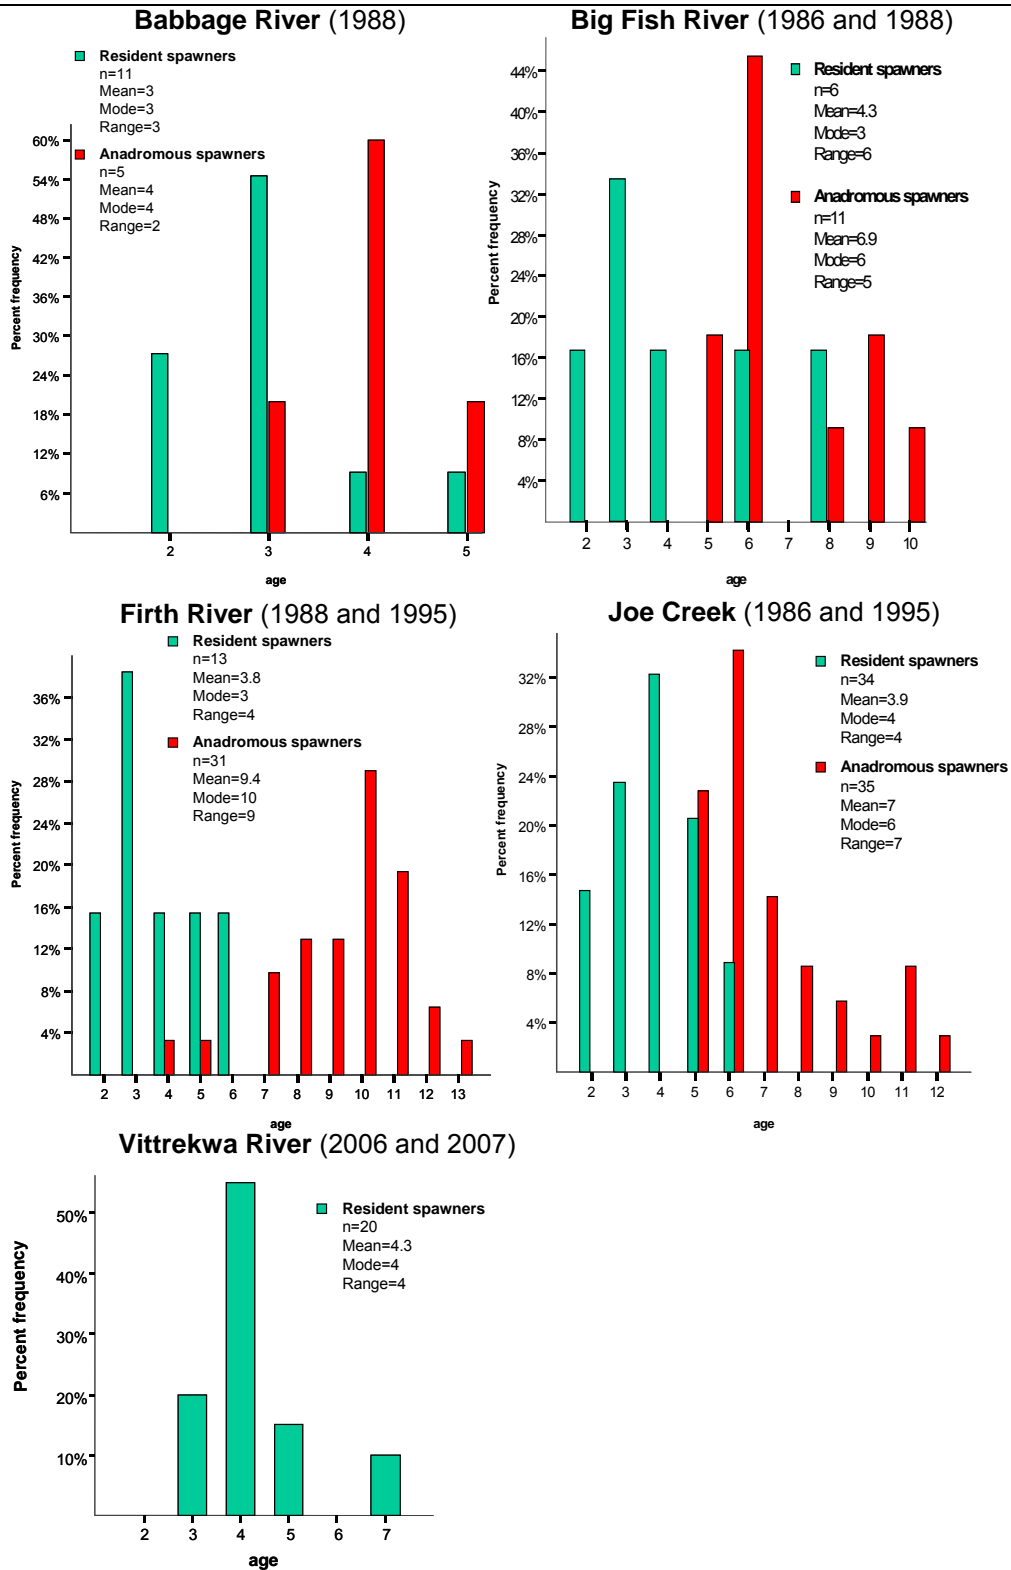 Babbage River (1988)
Resident spawners
n=11
Mean=3
Mode=3
Range=3
Anadromous spawners
n=5
Mean=4
Mode=4
Range=2
60%
54%
48%
42%
36%
30%
24%
18%
12%
6%
Percent frequency
2 3 4 5
age
Big Fish River (1986 and 1988)
Resident spawners
n=6
Mean=4.3
Mode=3
Range=6
Anadromous spawners
n=11
Mean=6.9
Mode=6
Range=5
44%
40%
36%
32%
28%
24%
20%
16%
12%
8%
4%
Percent frequency
2 3 4 5 6 7 8 9 10
age
Firth River (1988 and 1995)
Resident spawners
n=13
Mean=3.8
Mode=3
Range=4
Anadromous spawners
n=31
Mean=9.4
Mode=10
Range=9
36%
32%
28%
24%
20%
16%
12%
8%
4%
Percent frequency
2 3 4 5 6 7 8 9 10 11 12 13
age
Joe Creek (1986 and 1995)
Resident spawners
n=34
Mean=3.9
Mode=4
Range=4
Anadromous spawners
n=35
Mean=7
Mode=6
Range=7
32%
28%
24%
20%
16%
12%
8%
4%
Percent frequency
2 3 4 5 6 7 8 9 10 11 12
age
Vittrekwa River (2006 and 2007)
Resident spawners
n=20
Mean=4.3
Mode=4
Range=4
50%
40%
30%
20%
10%
Percent frequency
2 3 4 5 6 7
age